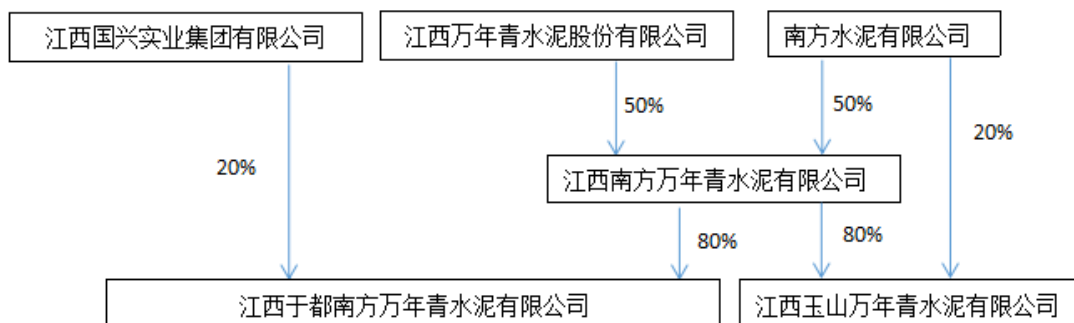 江西国兴实业集团有限公司
江西万年青水泥股份有限公司
南方水泥有限公司
50%
50%
20%
20%
江西南方万年青水泥有限公司
80%
80%
江西于都南方万年青水泥有限公司
江西玉山万年青水泥有限公司